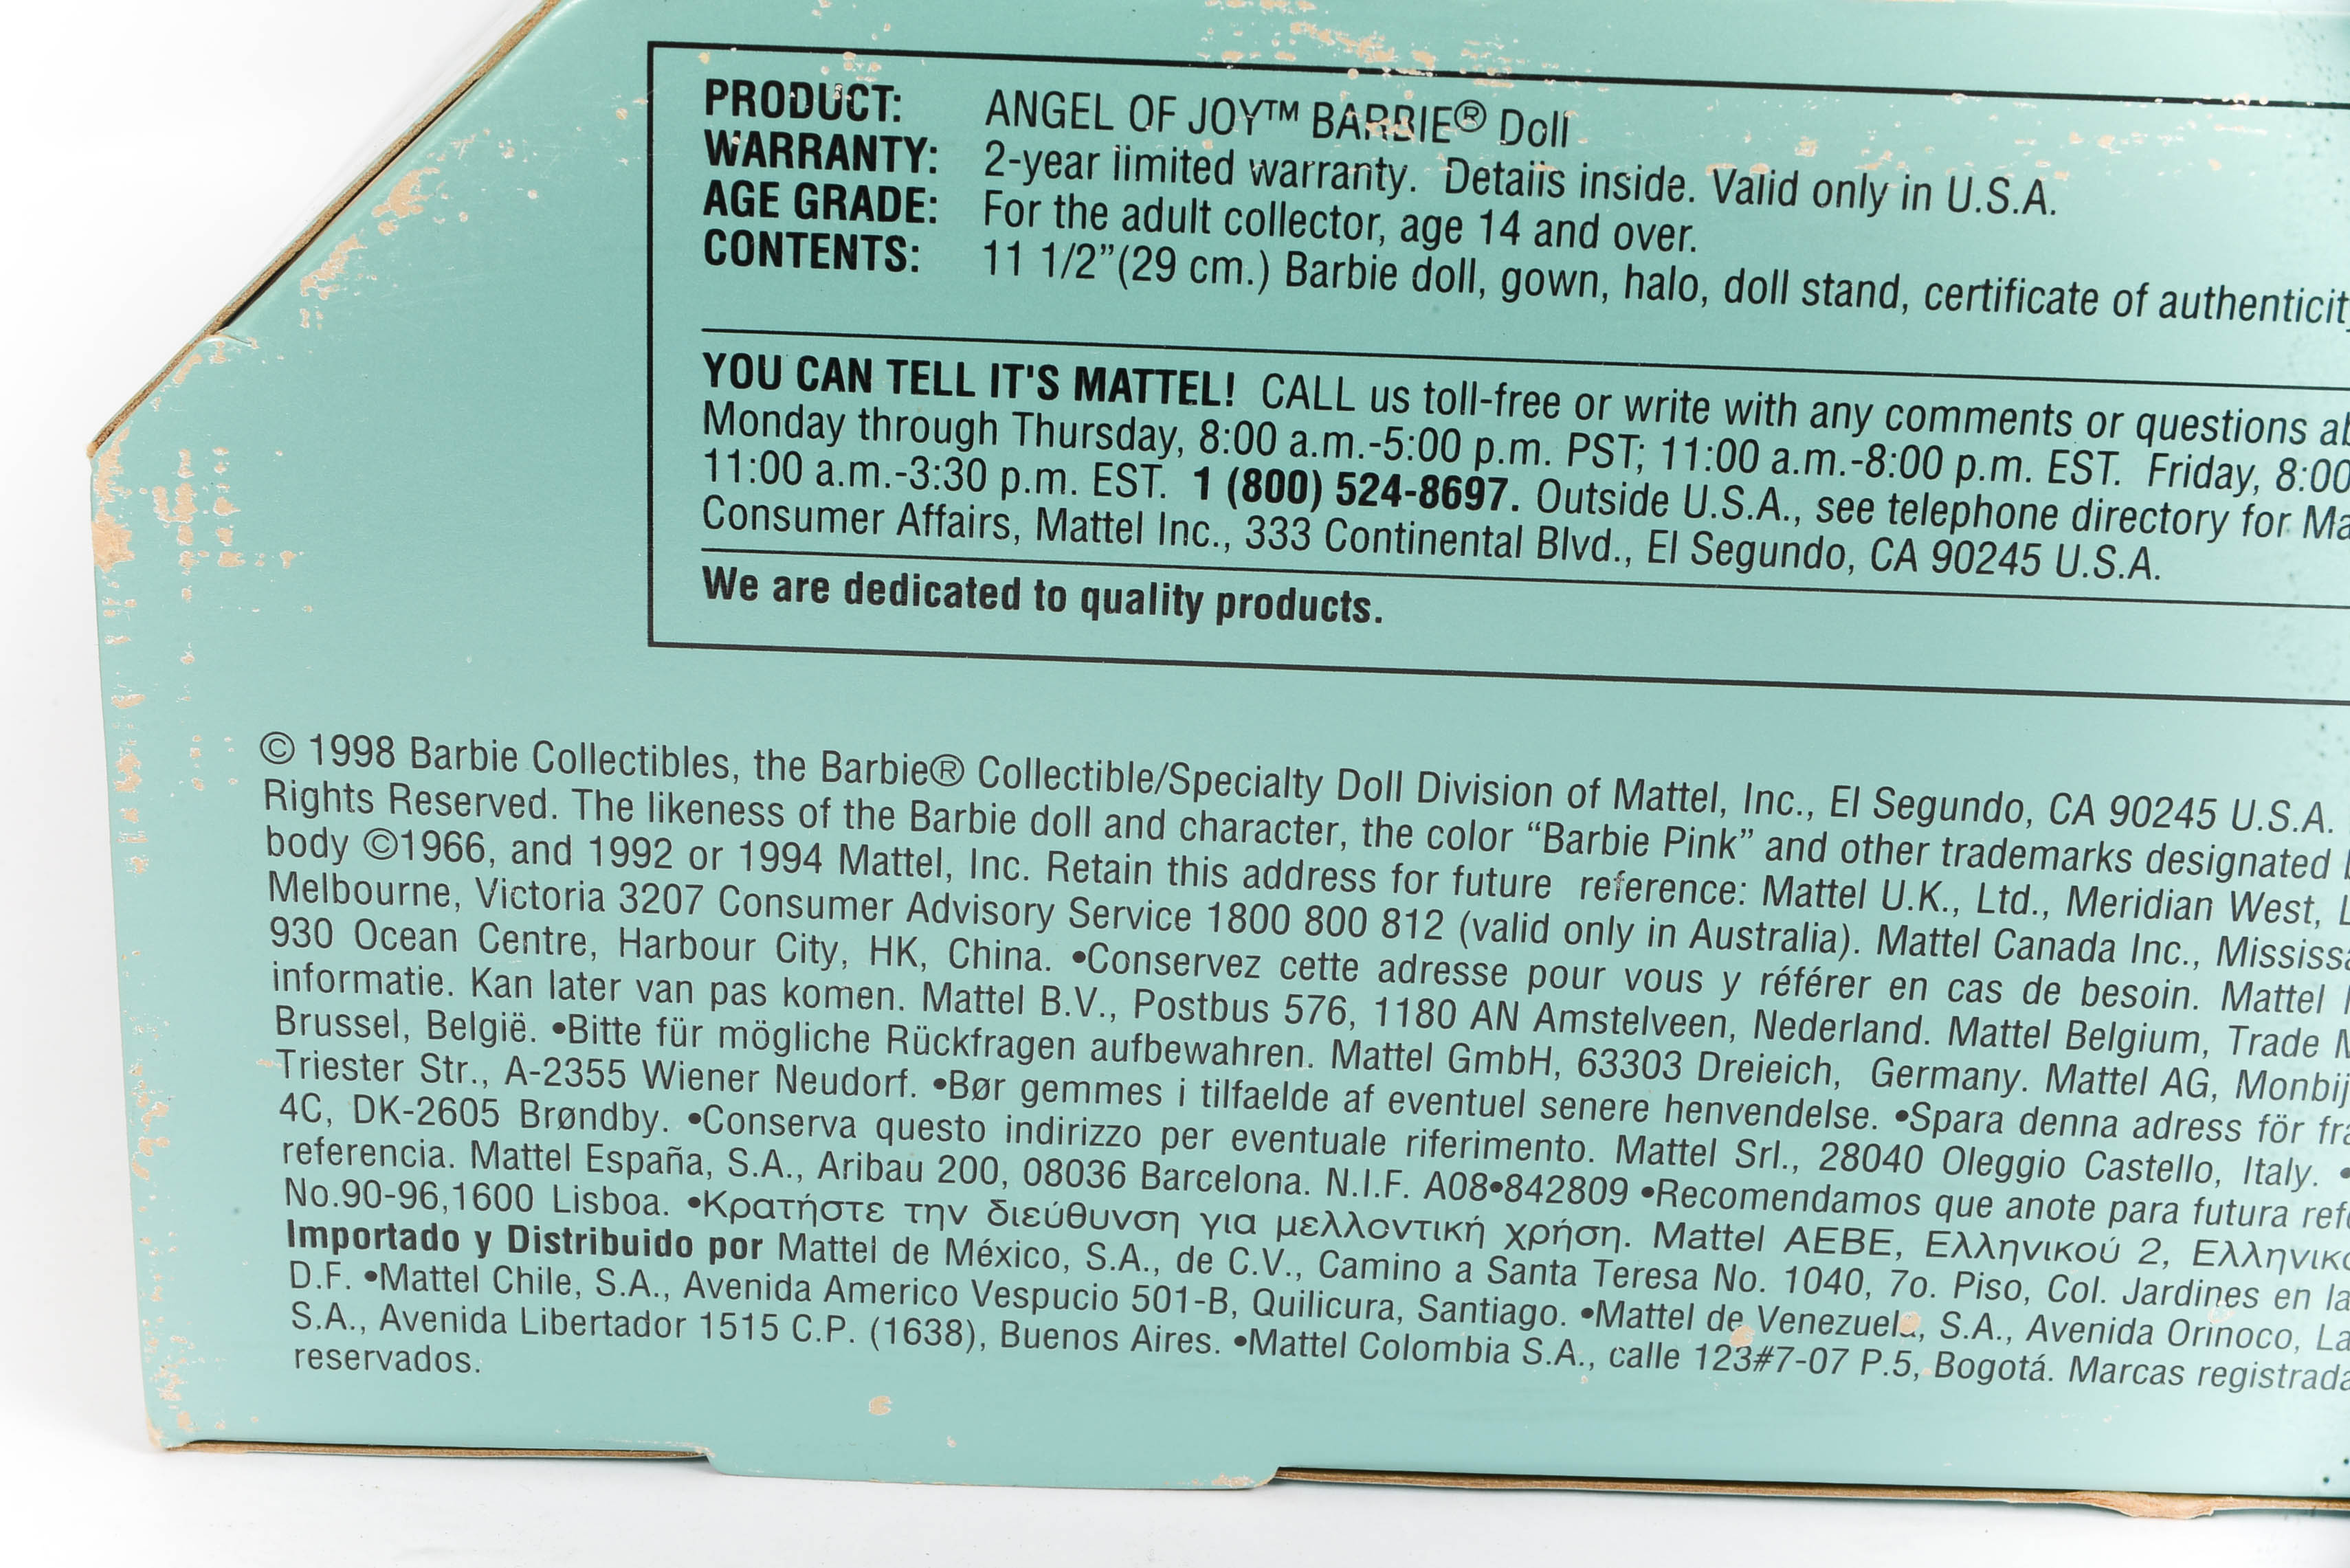 PRODUCT: ANGEL OF JOY™ BARBIE® Doll
WARRANTY: 2-year limited warranty. Details inside. Valid only in U.S.A.
AGE GRADE: For the adult collector, age 14 and over.
CONTENTS: 11 1/2”(29 cm.) Barbie doll, gown, halo, doll stand, certificate of authenticit
YOU CAN TELL IT'S MATTEL! CALL us toll-free or write with any comments or questions
Monday through Thursday, 8:00 a.m.-5:00 p.m. PST; 11:00 a.m.-8:00 p.m. EST. Friday, 8:00
11:00 a.m.-3:30 p.m. EST. 1 (800) 524-8697. Outside U.S.A., see telephone directory for
Consumer Affairs, Mattel Inc., 333 Continental Blvd., El Segundo, CA 90245 U.S.A.
We are dedicated to quality products.
© 1998 Barbie Collectibles, the Barbie® Collectible/Specialty Doll Division of Mattel, Inc., El Segundo, CA 90245 U.S.A.
Rights Reserved. The likeness of the Barbie doll and character, the color “Barbie Pink” and other trademarks designated
body ©1966, and 1992 or 1994 Mattel, Inc. Retain this address for future reference: Mattel U.K., Ltd., Meridian West,
Melbourne, Victoria 3207 Consumer Advisory Service 1800 800 812 (valid only in Australia). Mattel Canada Inc.,
930 Ocean Centre, Harbour City, HK, China. •Conservez cette adresse pour vous y référer en cas de besoin. Mattel
informatie. Kan later van pas komen. Mattel B.V., Postbus 576, 1180 AN Amstelveen, Nederland. Mattel Belgium, Trade
Brussel, België. •Bitte für mögliche Rückfragen aufbewahren. Mattel GmbH, 63303 Dreieich, Germany. Mattel AG,
Triester Str., A-2355 Wiener Neudorf. •Bør gemmes i tilfaelde af eventuel senere henvendelse. •Spara denna adress för
4C, DK-2605 Brøndby. •Conserva questo indirizzo per eventuale riferimento. Mattel Srl., 28040 Oleggio Castello, Italy. •
referencia. Mattel España, S.A., Aribau 200, 08036 Barcelona. N.I.F. A08•842809 •Recomendamos que anote para futura
No.90-96,1600 Lisboa. •Κρατήστε την διεύθυνση για μελλοντική χρήση. Mattel AEBE, Ελληνικού 2,
Importado y Distribuido por Mattel de México, S.A., de C.V., Camino a Santa Teresa No. 1040, 7o. Piso, Col. Jardines en la
D.F. •Mattel Chile, S.A., Avenida Americo Vespucio 501-B, Quilicura, Santiago. •Mattel de Venezuela, S.A., Avenida Orinoco,
S.A., Avenida Libertador 1515 C.P. (1638), Buenos Aires. •Mattel Colombia S.A., calle 123#7-07 P.5, Bogotá. Marcas
reservados.